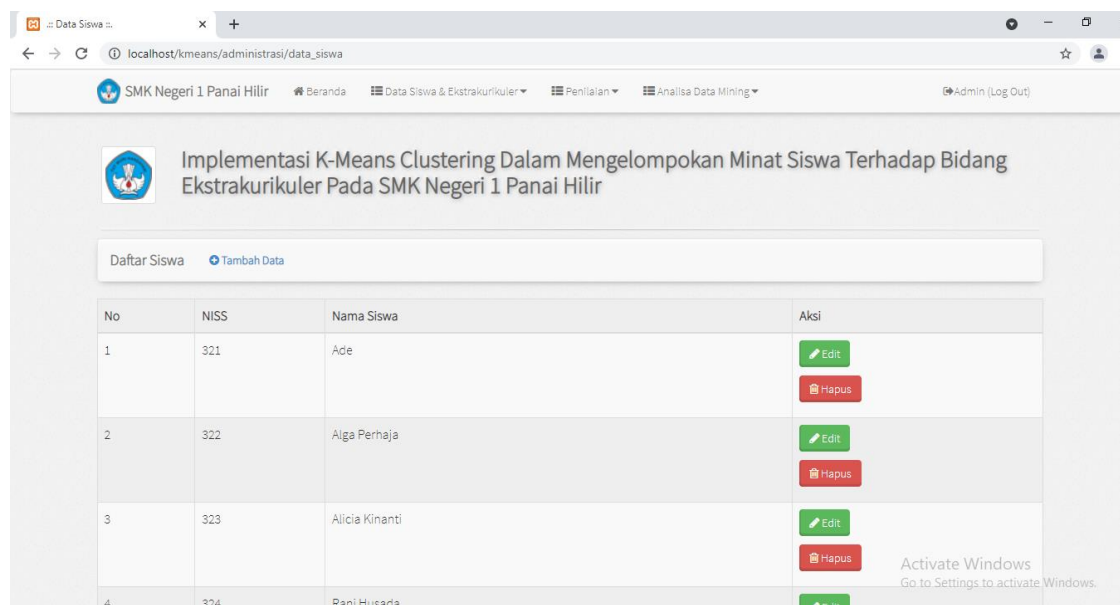 .:: Data Siswa ::.
localhost/kmeans/administrasi/data_siswa
SMK Negeri 1 Panai Hilir Beranda Data Siswa & Ekstrakurikuler Penilaian Analisa Data Mining Admin (Log Out)
Implementasi K-Means Clustering Dalam Mengelompokan Minat Siswa Terhadap Bidang
Ekstrakurikuler Pada SMK Negeri 1 Panai Hilir
Daftar Siswa Tambah Data
No NISS Nama Siswa Aksi
1 321 Ade Edit
Hapus
2 322 Alga Perhaja Edit
Hapus
3 323 Alicia Kinanti Edit
Hapus
Activate Windows
Go to Settings to activate Windows.
4 324 Rani Husada